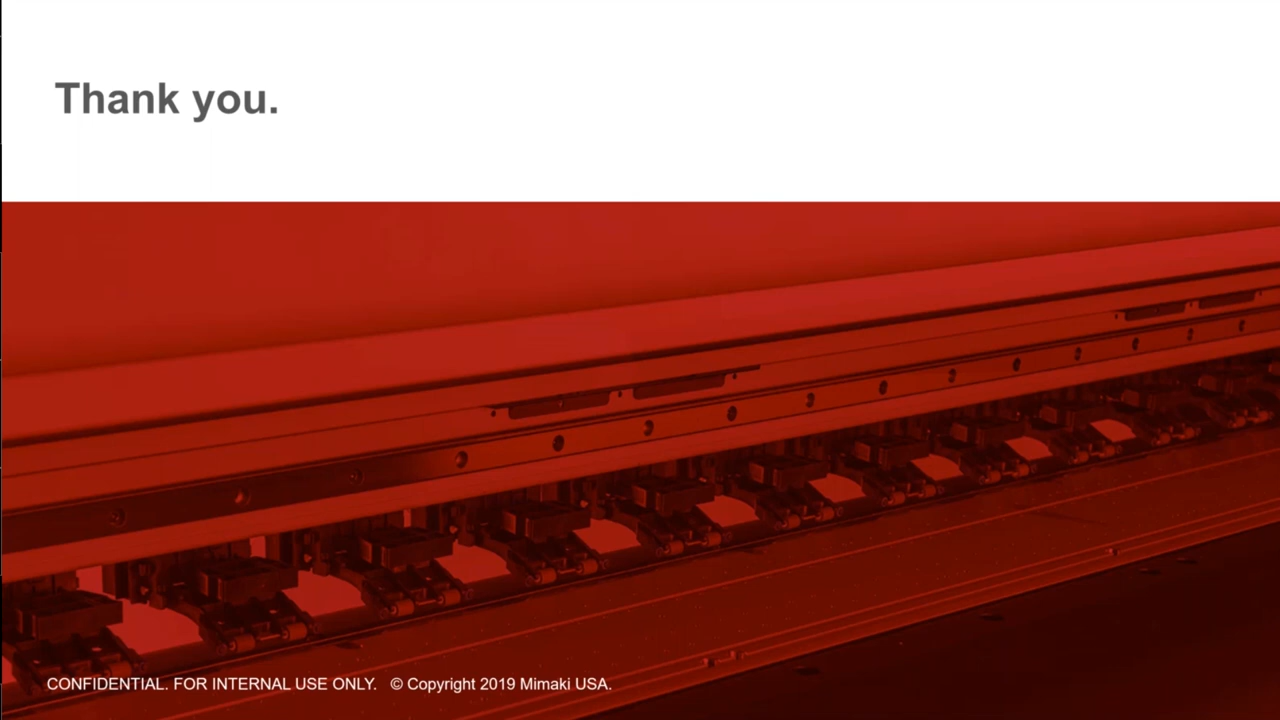 Thank you.
CONFIDENTIAL. FOR INTERNAL USE ONLY. © Copyright 2019 Mimaki USA.